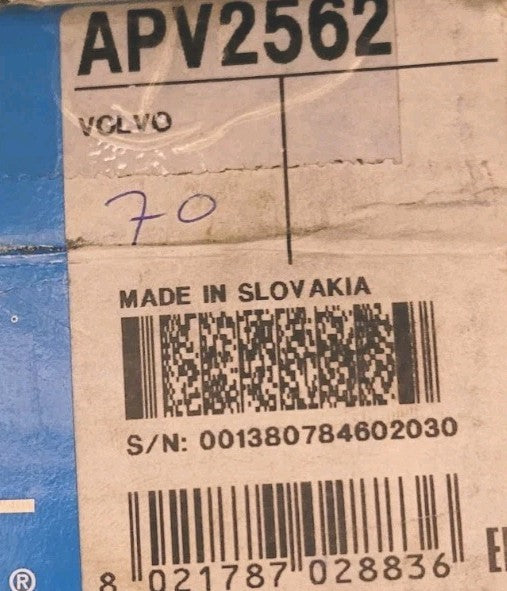 APV2562
VOLVO
70
MADE IN SLOVAKIA
S/N: 001380784602030
8 021787 028836
®